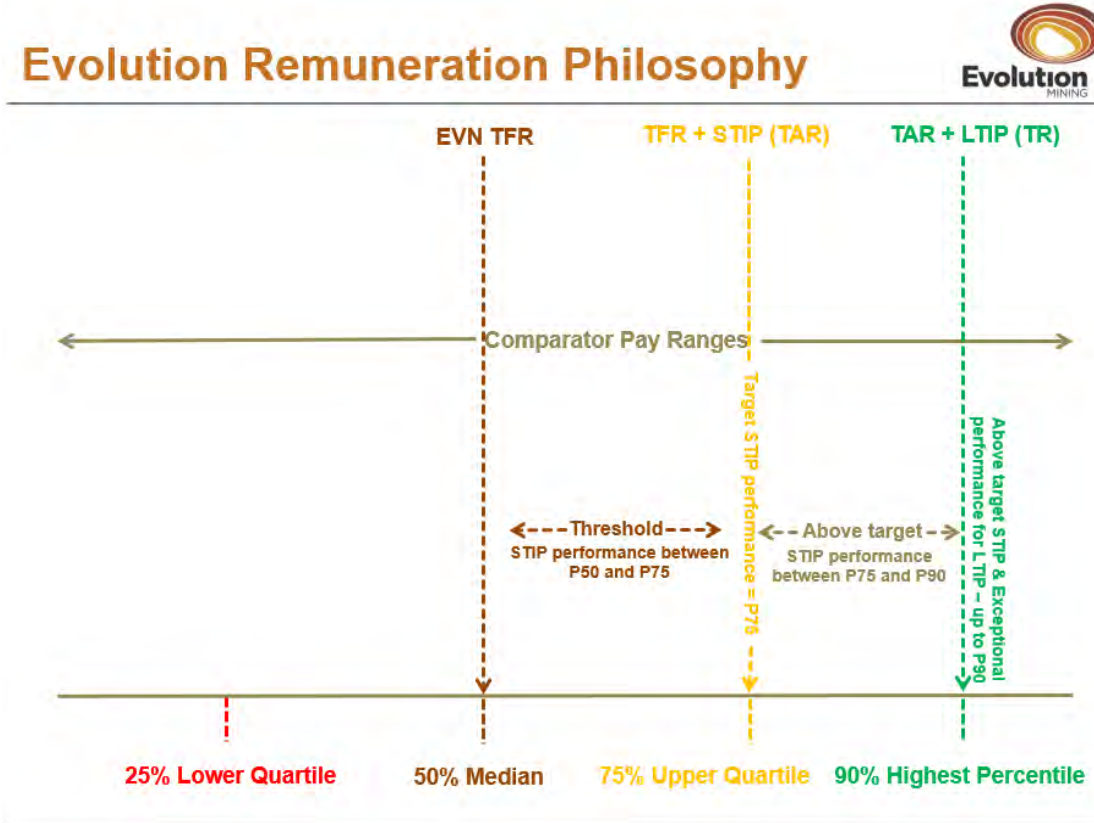 Evolution Remuneration Philosophy
Evolution
MINING
EVN TFR
TFR + STIP (TAR)
TAR + LTIP (TR)
Comparator Pay Ranges
Target STIP performance = P75
Above target STIP & Exceptional
performance for LTIP – up to P90
Threshold
STIP performance between
P50 and P75
Above target
STIP performance
between P75 and P90
25% Lower Quartile
50% Median
75% Upper Quartile
90% Highest Percentile